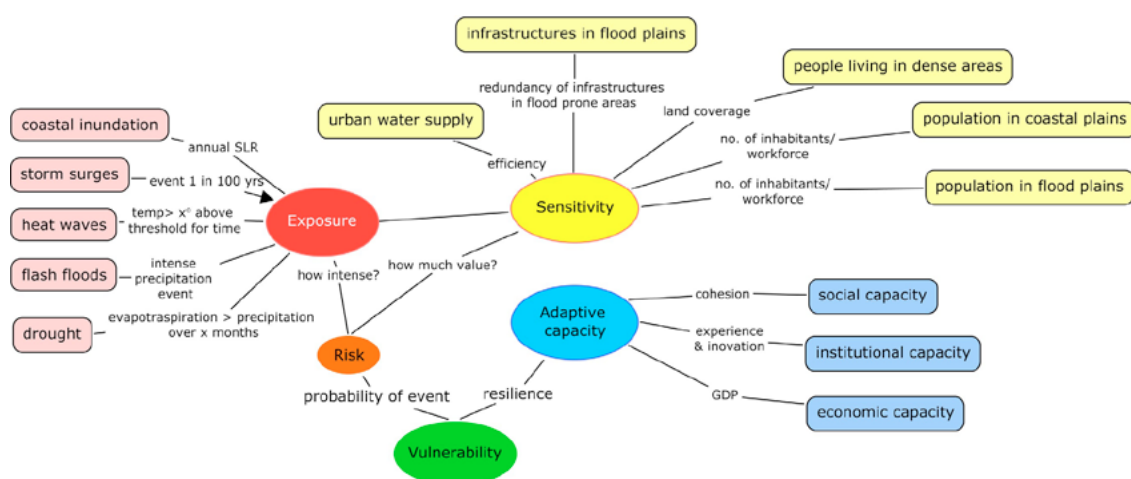 infrastructures in flood plains
people living in dense areas
redundancy of infrastructures
in flood prone areas
land coverage
coastal inundation
urban water supply
population in coastal plains
no. of inhabitants/
workforce
annual SLR
efficiency
storm surges
event 1 in 100 yrs
no. of inhabitants/
workforce
population in flood plains
Sensitivity
Exposure
heat waves
temp> x° above
threshold for time
flash floods
intense
precipitation
event
how intense?
how much value?
cohesion
social capacity
drought
evapotraspiration > precipitation
over x months
Adaptive
capacity
experience
& inovation
institutional capacity
Risk
probability of event
resilience
GDP
economic capacity
Vulnerability